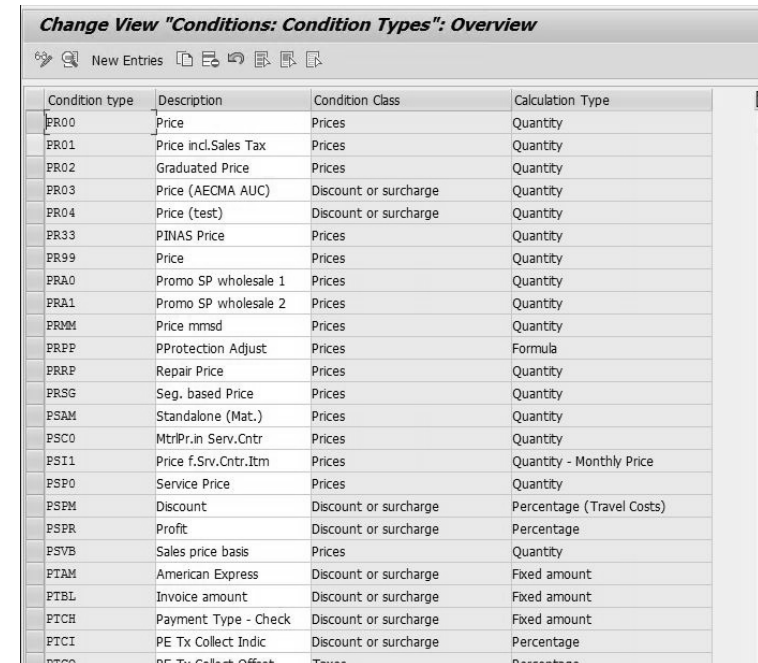 Change View "Conditions: Condition Types": Overview
New Entries
Condition type Description Condition Class Calculation Type
PR00 Price Prices Quantity
PR01 Price incl.Sales Tax Prices Quantity
PR02 Graduated Price Prices Quantity
PR03 Price (AECMA AUC) Discount or surcharge Quantity
PR04 Price (test) Discount or surcharge Quantity
PR33 PINAS Price Prices Quantity
PR99 Price Prices Quantity
PRA0 Promo SP wholesale 1 Prices Quantity
PRA1 Promo SP wholesale 2 Prices Quantity
PRMM Price mmsd Prices Quantity
PRPP PProtection Adjust Prices Formula
PRRP Repair Price Prices Quantity
PRSG Seg. based Price Prices Quantity
PSAM Standalone (Mat.) Prices Quantity
PSC0 MtrlPr.in Serv.Cntr Prices Quantity
PSI1 Price f.Srv.Cntr.Itm Prices Quantity - Monthly Price
PSP0 Service Price Prices Quantity
PSPM Discount Discount or surcharge Percentage (Travel Costs)
PSPR Profit Discount or surcharge Percentage
PSVB Sales price basis Prices Quantity
PTAM American Express Discount or surcharge Fixed amount
PTBL Invoice amount Discount or surcharge Fixed amount
PTCH Payment Type - Check Discount or surcharge Fixed amount
PTCI PE Tx Collect Indic Discount or surcharge Percentage